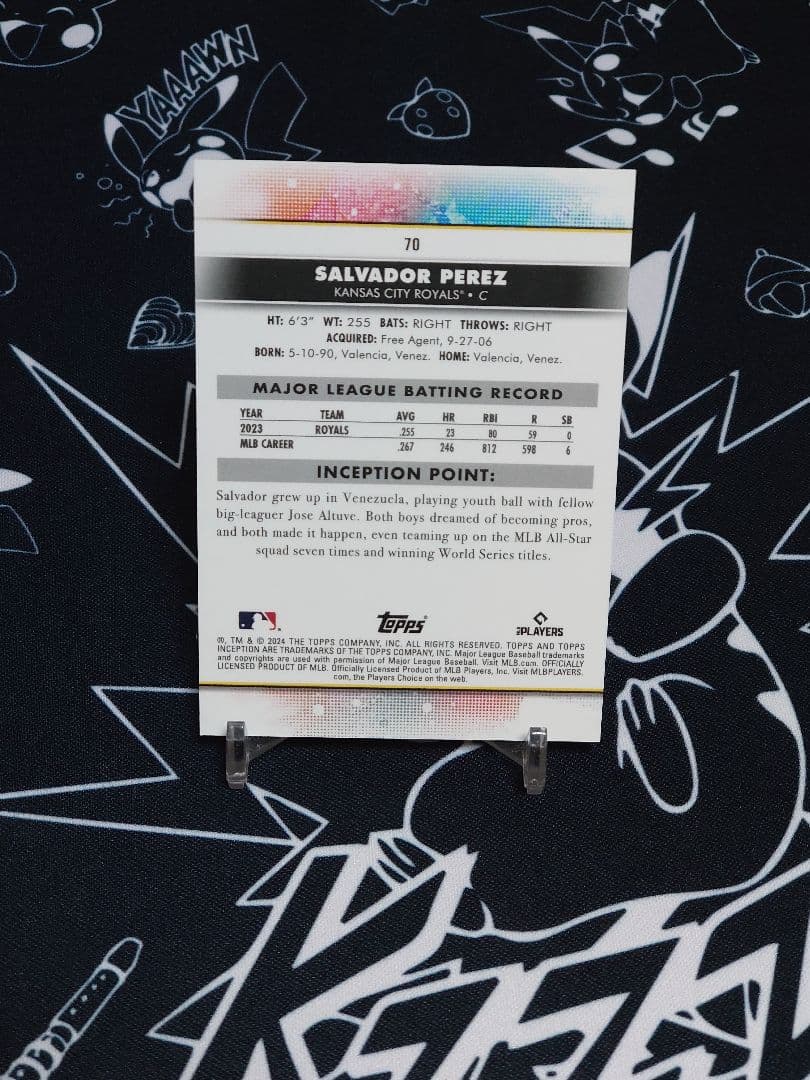 YAAAWN
70
SALVADOR PEREZ
KANSAS CITY ROYALS® • C
HT: 6'3" WT: 255 BATS: RIGHT THROWS: RIGHT
ACQUIRED: Free Agent, 9-27-06
BORN: 5-10-90, Valencia, Venez. HOME: Valencia, Venez.
MAJOR LEAGUE BATTING RECORD
YEAR TEAM AVG HR RBI R SB
2023 ROYALS .255 23 80 59 0
MLB CAREER .267 246 812 598 6
INCEPTION POINT:
Salvador grew up in Venezuela, playing youth ball with fellow
big-leaguer Jose Altuve. Both boys dreamed of becoming pros,
and both made it happen, even teaming up on the MLB All-Star
squad seven times and winning World Series titles.
Topps®
PLAYERS
®, TM & © 2024 THE TOPPS COMPANY, INC. ALL RIGHTS RESERVED. TOPPS AND TOPPS
INCEPTION ARE TRADEMARKS OF THE TOPPS COMPANY, INC. Major League Baseball trademarks
and copyrights are used with permission of Major League Baseball. Visit MLB.com. OFFICIALLY
LICENSED PRODUCT OF MLB. Officially Licensed Product of MLB Players, Inc. Visit MLBPLAYERS.
com, the Players Choice on the web.